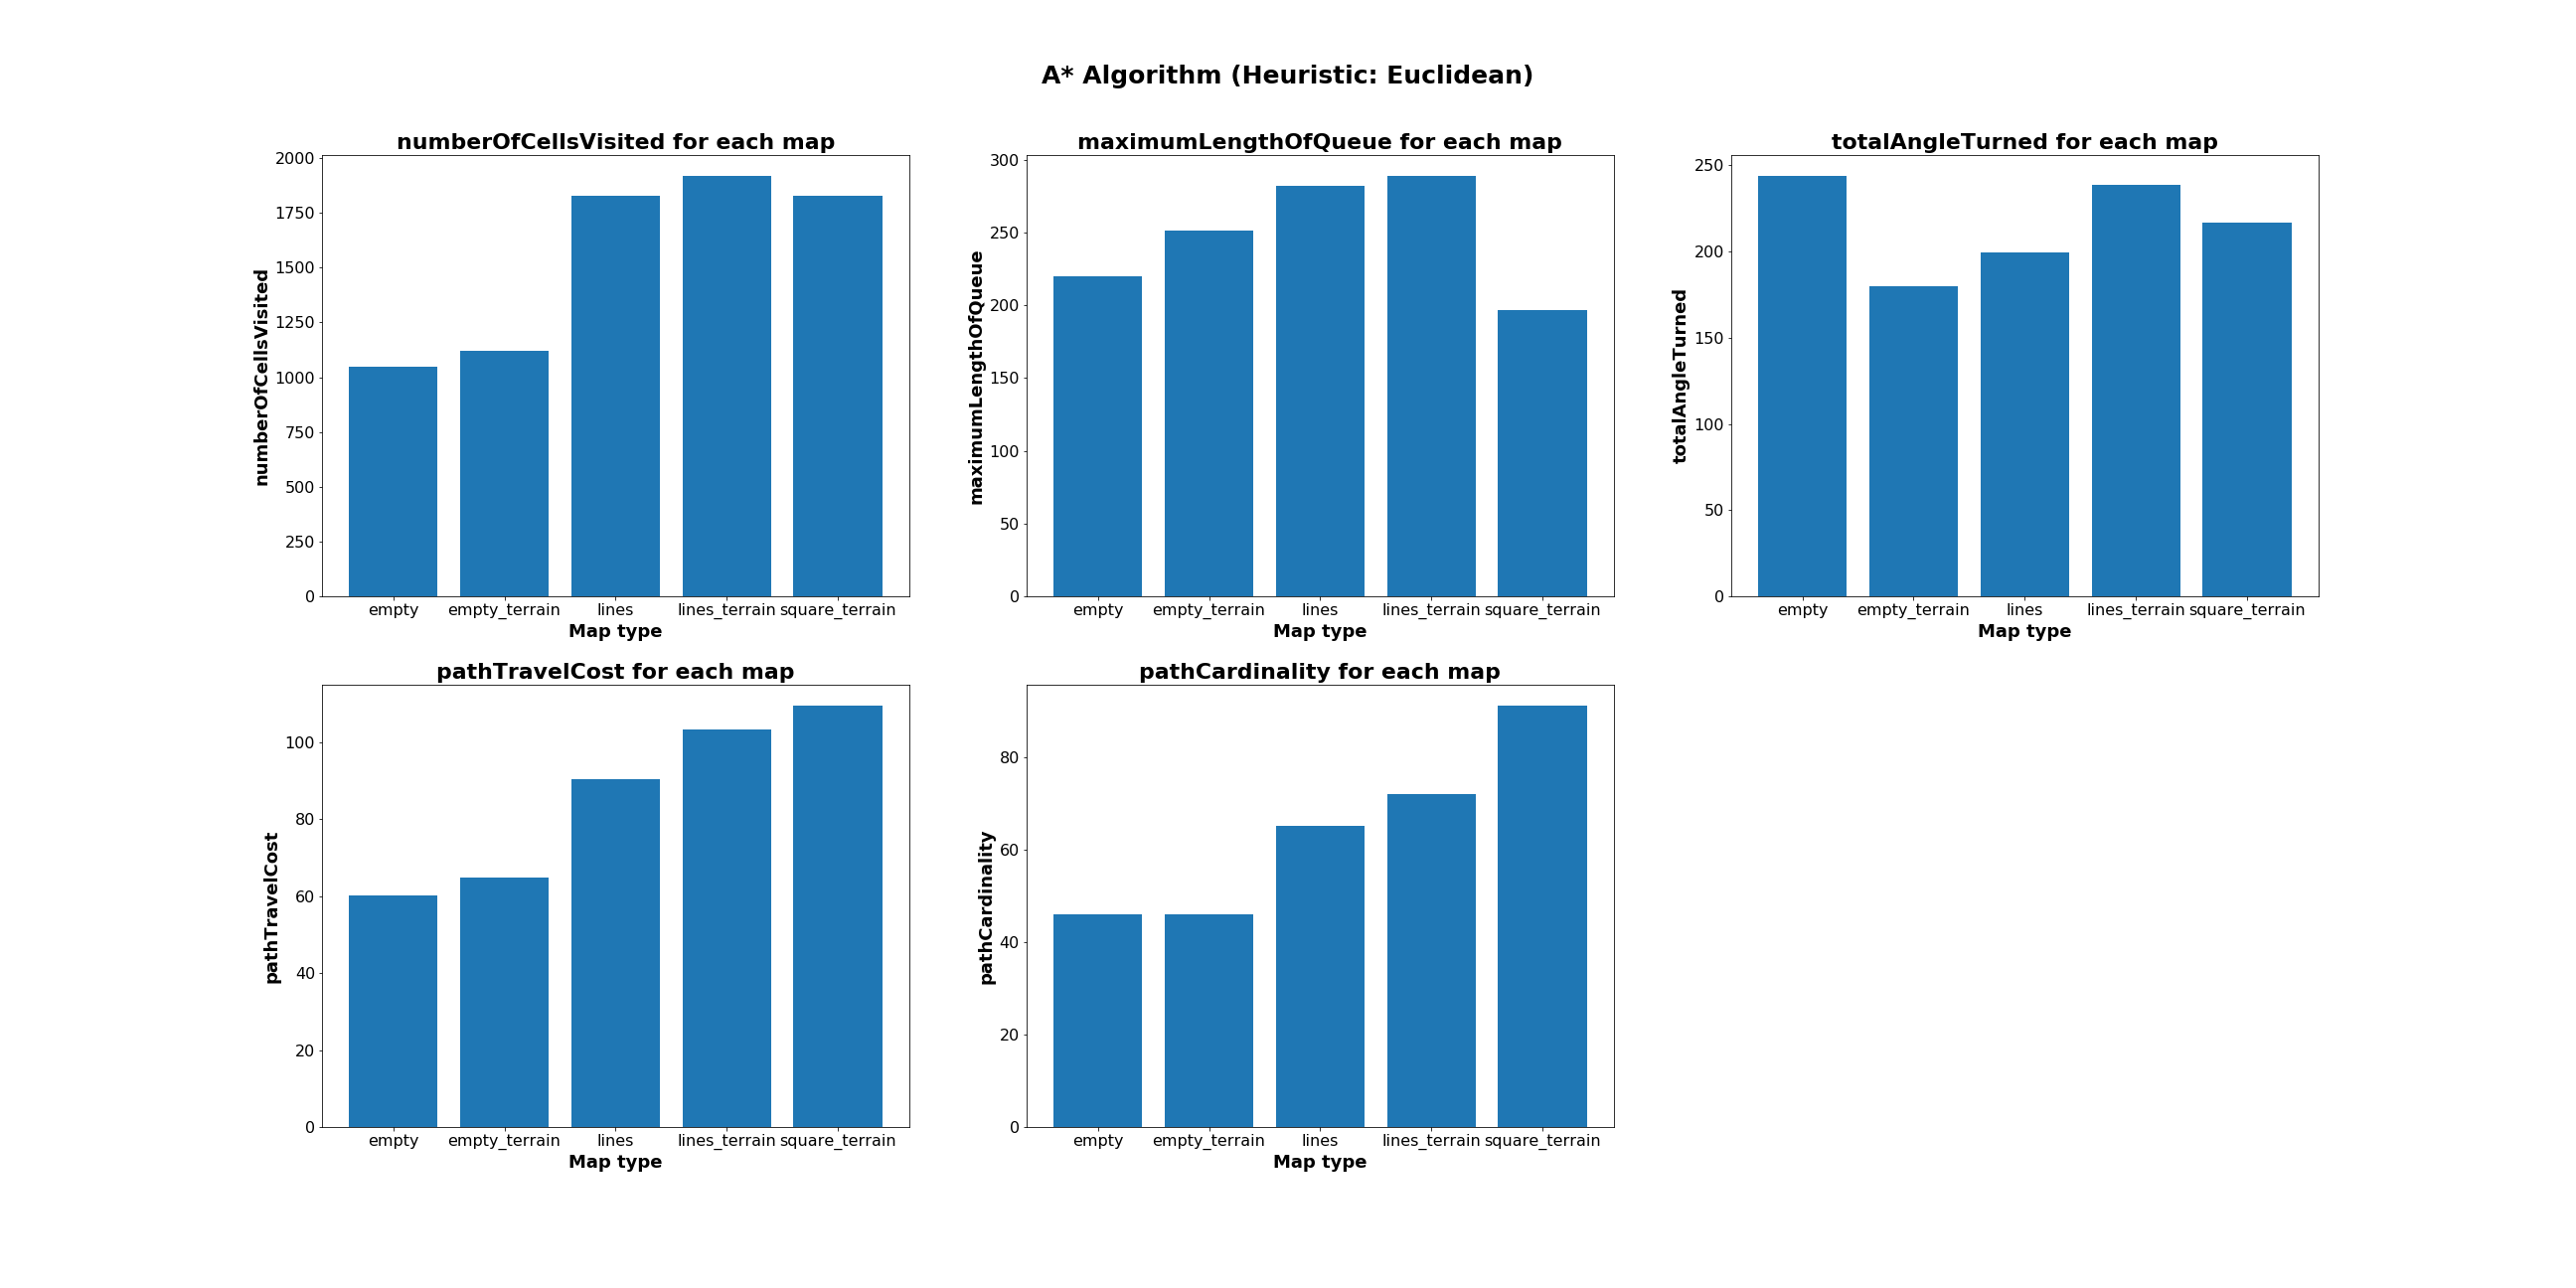 A* Algorithm (Heuristic: Euclidean)
numberOfCellsVisited for each map
numberOfCellsVisited
2000
1750
1500
1250
1000
750
500
250
0
empty empty_terrain lines lines_terrain square_terrain
Map type
maximumLengthOfQueue for each map
maximumLengthOfQueue
300
250
200
150
100
50
0
empty empty_terrain lines lines_terrain square_terrain
Map type
totalAngleTurned for each map
totalAngleTurned
250
200
150
100
50
0
empty empty_terrain lines lines_terrain square_terrain
Map type
pathTravelCost for each map
pathTravelCost
100
80
60
40
20
0
empty empty_terrain lines lines_terrain square_terrain
Map type
pathCardinality for each map
pathCardinality
80
60
40
20
0
empty empty_terrain lines lines_terrain square_terrain
Map type